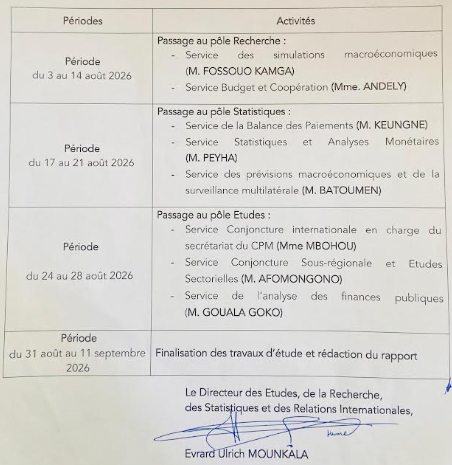 Périodes Activités
Passage au pôle Recherche :
Période
du 3 au 14 août 2026
- Service des simulations macroéconomiques
(M. FOSSOUO KAMGA)
- Service Budget et Coopération (Mme. ANDELY)
Passage au pôle Statistiques :
Période
du 17 au 21 août 2026
- Service de la Balance des Paiements (M. KEUNGNE)
- Service Statistiques et Analyses Monétaires
(M. PEYHA)
- Service des prévisions macroéconomiques et de la
surveillance multilatérale (M. BATOUMEN)
Passage au pôle Etudes :
Période
du 24 au 28 août 2026
- Service Conjoncture internationale en charge du
secrétariat du CPM (Mme MBOHOU)
- Service Conjoncture Sous-régionale et Etudes
Sectorielles (M. AFOMONGONO)
- Service de l'analyse des finances publiques
(M. GOUALA GOKO)
Période
du 31 août au 11 septembre
2026
Finalisation des travaux d'étude et rédaction du rapport
Le Directeur des Etudes, de la Recherche,
des Statistiques et des Relations Internationales,
Evrard Ulrich MOUNKALA